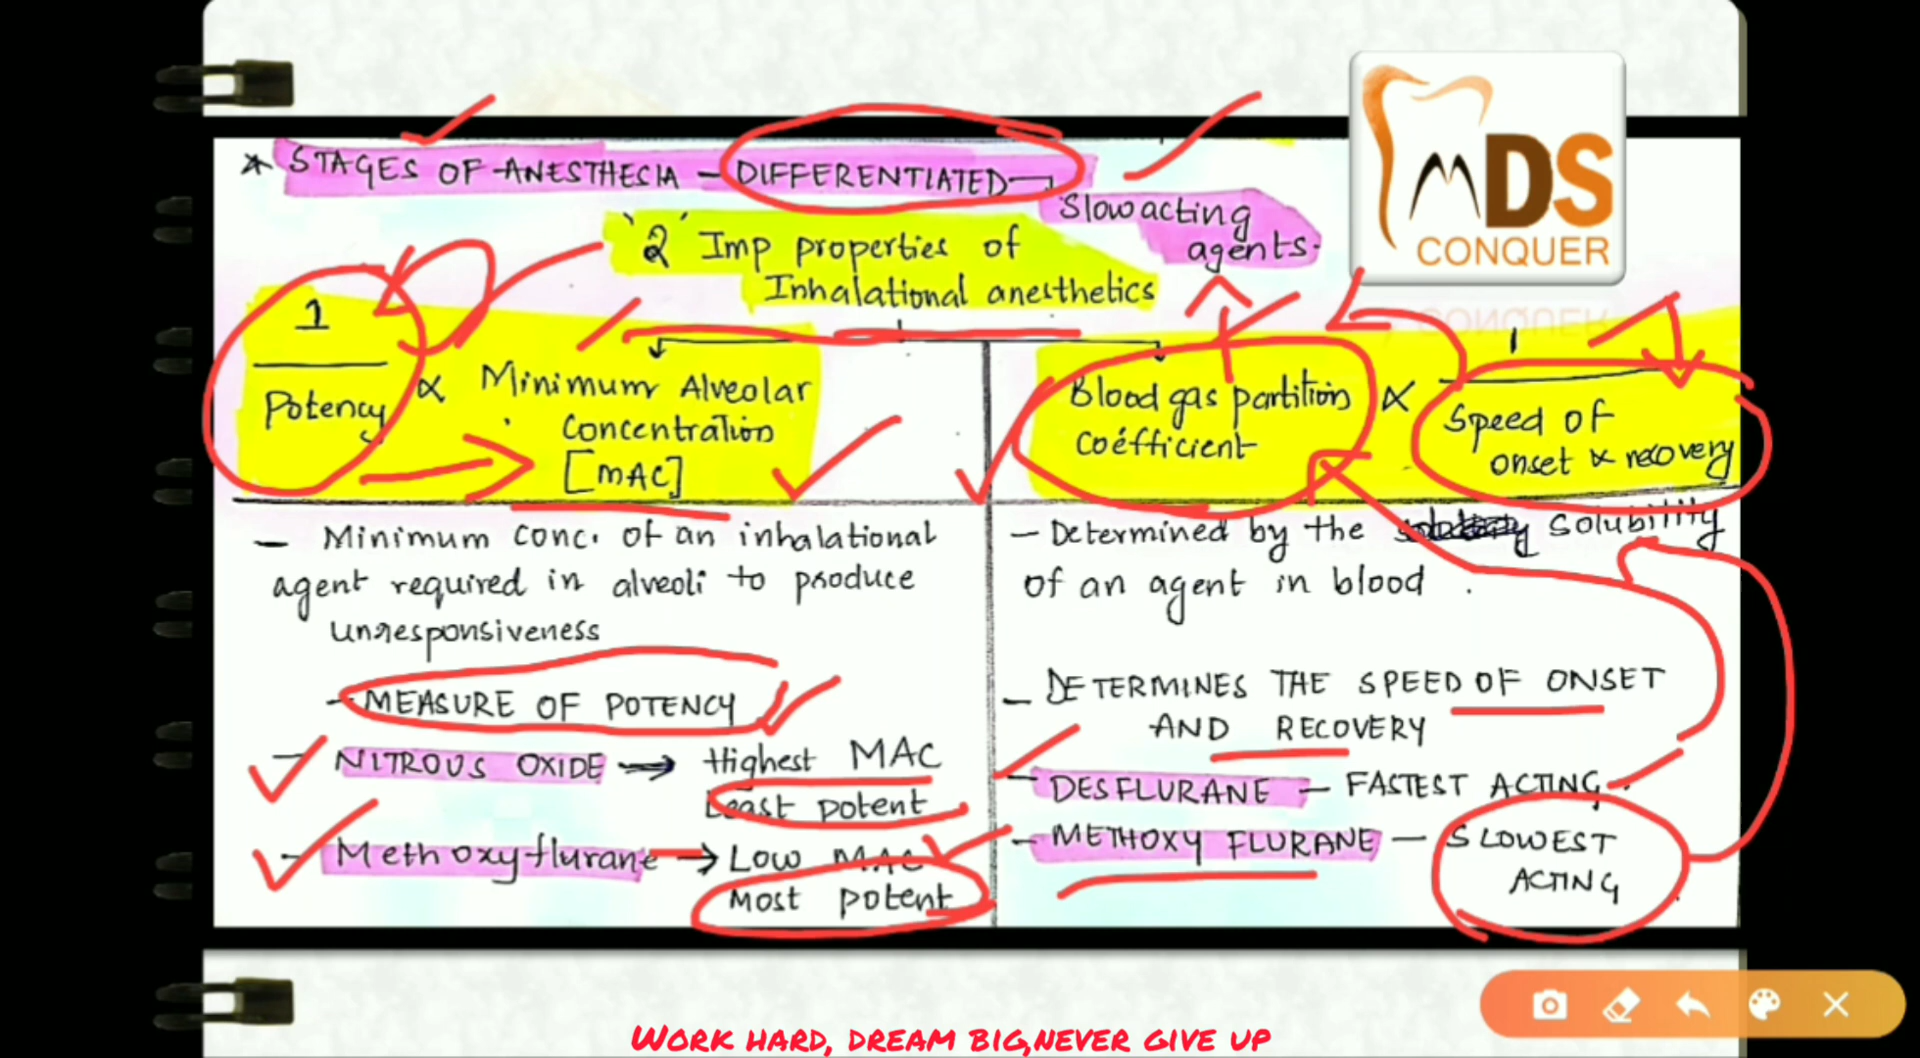 * STAGES OF ANESTHESIA - DIFFERENTIATED
Slow acting
agents.
'2' Imp properties of
Inhalational anesthetics
1
Potency
∝ Minimum Alveolar
Concentration
[MAC]
Blood gas partition
coéfficient
∝
1
Speed of
onset & recovery
- Minimum conc. of an inhalational
agent required in alveoli to produce
unresponsiveness
- MEASURE OF POTENCY
- NITROUS OXIDE → Highest MAC
Least potent
- Methoxyflurane → Low MAC
Most potent
- Determined by the solubility
of an agent in blood.
- DETERMINES THE SPEED OF ONSET
AND RECOVERY
- DESFLURANE - FASTEST ACTING.
- METHOXY FLURANE - SLOWEST
ACTING
MDS
CONQUER
WORK HARD, DREAM BIG,NEVER GIVE UP